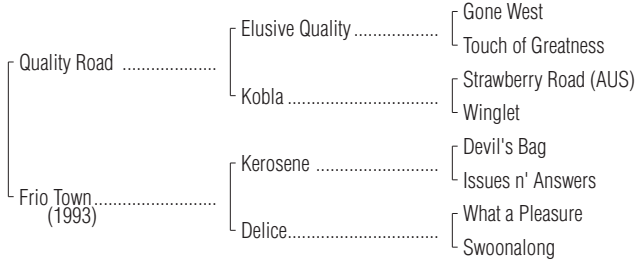 Gone West
Elusive Quality ..................
Touch of Greatness
Quality Road ....................
Strawberry Road (AUS)
Kobla ................................
Winglet
Devil's Bag
Kerosene ..........................
Issues n' Answers
Frio Town..........................
(1993)
What a Pleasure
Delice................................
Swoonalong